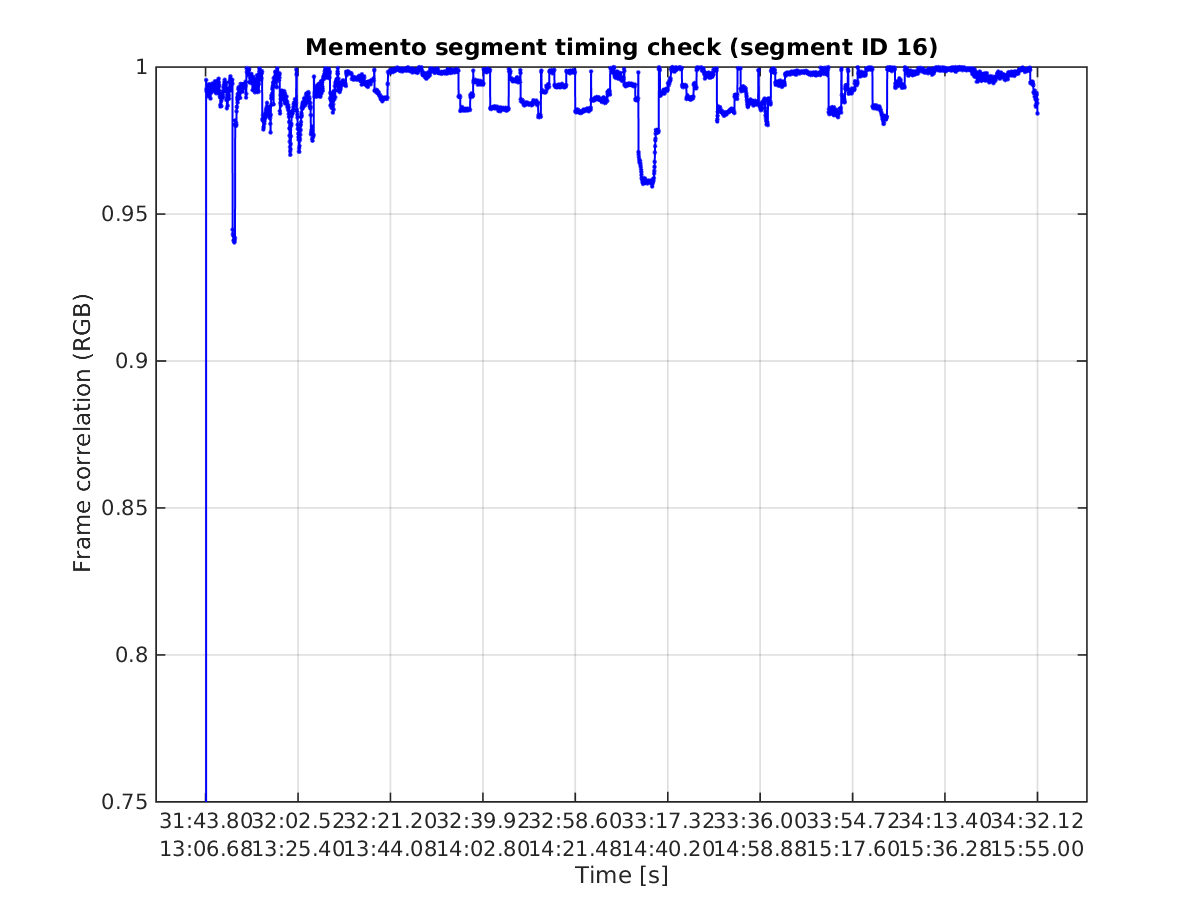 Memento segment timing check (segment ID 16)
1
0.95
0.9
0.85
0.8
0.75
Frame correlation (RGB)
31:43.80 32:02.52 32:21.20 32:39.92 32:58.60 33:17.32 33:36.00 33:54.72 34:13.40 34:32.12
13:06.68 13:25.40 13:44.08 14:02.80 14:21.48 14:40.20 14:58.88 15:17.60 15:36.28 15:55.00
Time [s]